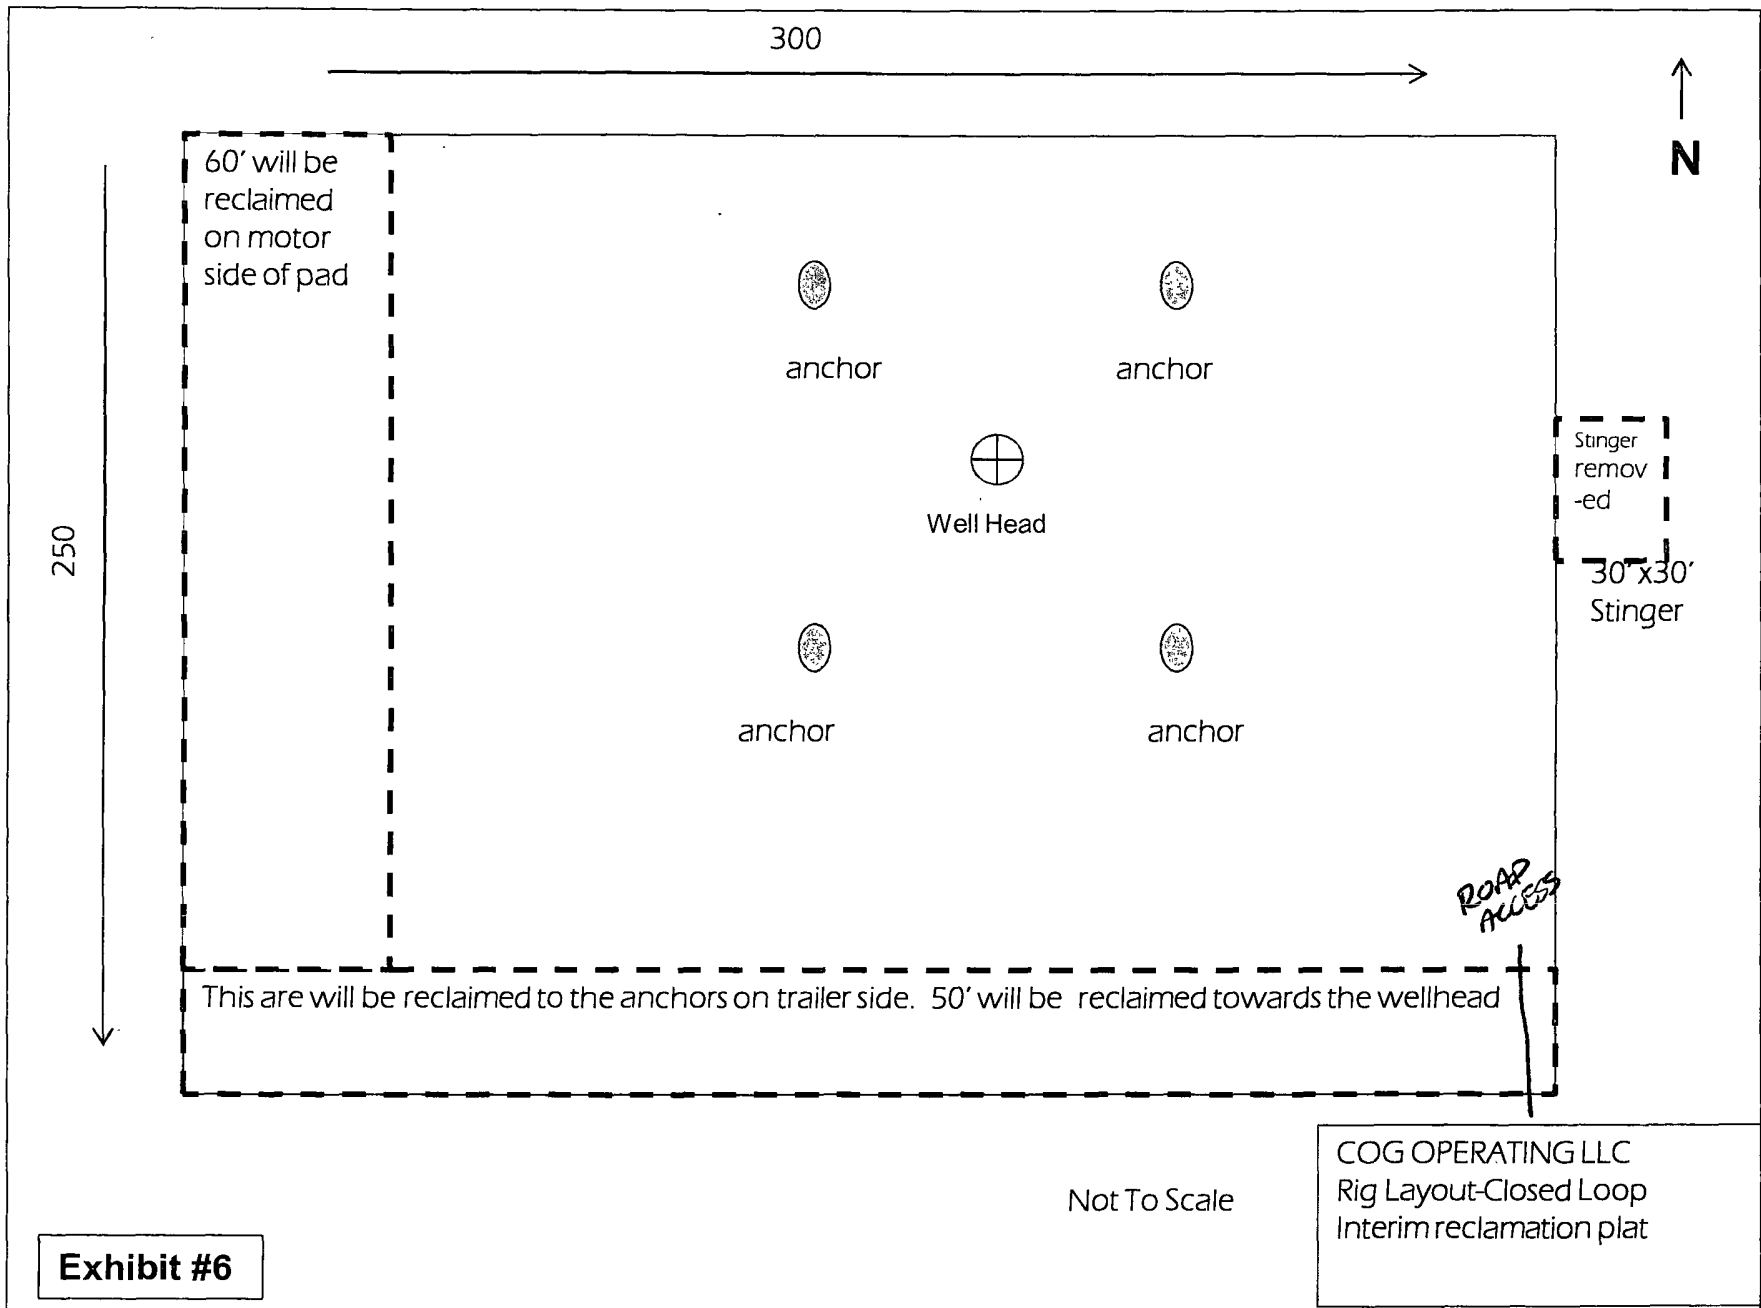 300
N
60' will be
reclaimed
on motor
side of pad
anchor
anchor
Stinger
remov
-ed
Well Head
250
30'x30'
Stinger
anchor
anchor
ROAD
ACCESS
This are will be reclaimed to the anchors on trailer side. 50' will be reclaimed towards the wellhead
COG OPERATING LLC
Rig Layout-Closed Loop
Interim reclamation plat
Not To Scale
Exhibit #6